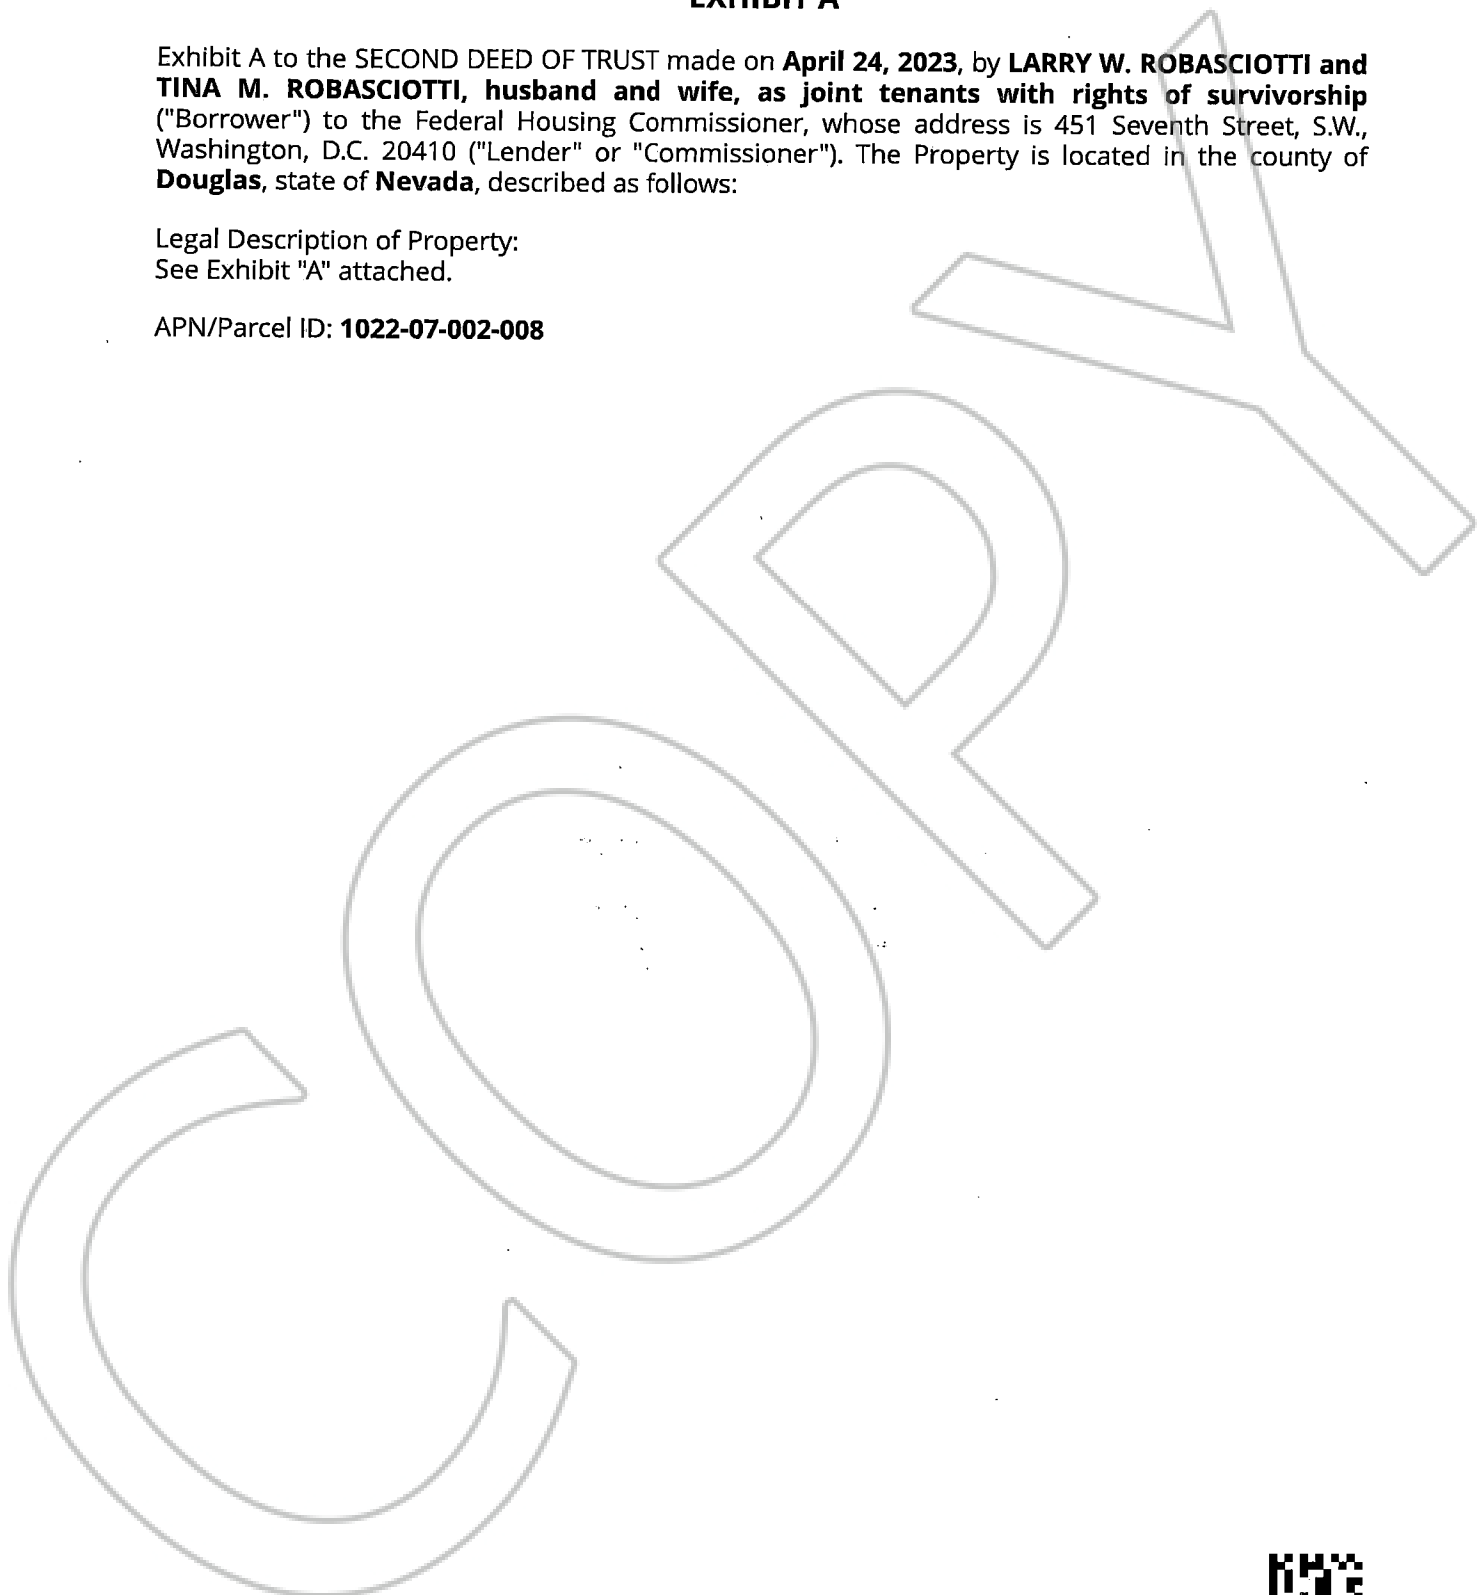 EXHIBIT A
Exhibit A to the SECOND DEED OF TRUST made on April 24, 2023, by LARRY W. ROBASCIOTTI and
TINA M. ROBASCIOTTI, husband and wife, as joint tenants with rights of survivorship
("Borrower") to the Federal Housing Commissioner, whose address is 451 Seventh Street, S.W.,
Washington, D.C. 20410 ("Lender" or "Commissioner"). The Property is located in the county of
Douglas, state of Nevada, described as follows:
Legal Description of Property:
See Exhibit "A" attached.
APN/Parcel ID: 1022-07-002-008
COPY